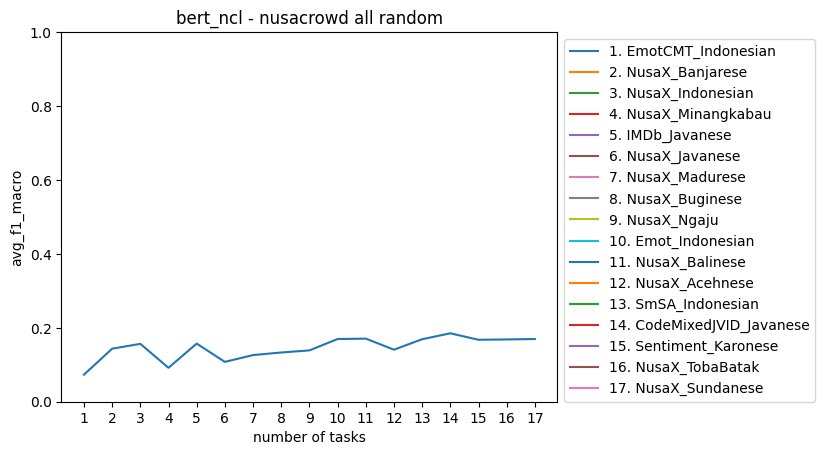 bert_ncl - nusacrowd all random
avg_f1_macro
1.0
0.8
0.6
0.4
0.2
0.0
1 2 3 4 5 6 7 8 9 10 11 12 13 14 15 16 17
number of tasks
1. EmotCMT_Indonesian
2. NusaX_Banjarese
3. NusaX_Indonesian
4. NusaX_Minangkabau
5. IMDb_Javanese
6. NusaX_Javanese
7. NusaX_Madurese
8. NusaX_Buginese
9. NusaX_Ngaju
10. Emot_Indonesian
11. NusaX_Balinese
12. NusaX_Acehnese
13. SmSA_Indonesian
14. CodeMixedJVID_Javanese
15. Sentiment_Karonese
16. NusaX_TobaBatak
17. NusaX_Sundanese